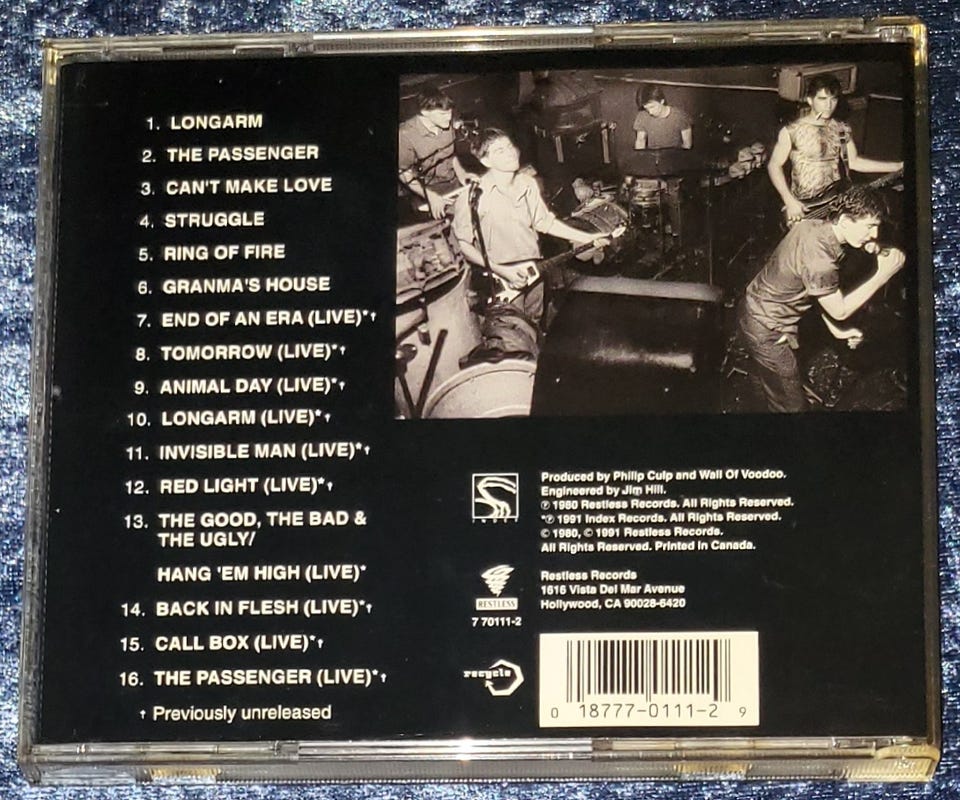 1. LONGARM
2. THE PASSENGER
3. CAN'T MAKE LOVE
4. STRUGGLE
5. RING OF FIRE
6. GRANMA'S HOUSE
7. END OF AN ERA (LIVE)*†
8. TOMORROW (LIVE)*†
9. ANIMAL DAY (LIVE)*†
10. LONGARM (LIVE)*†
11. INVISIBLE MAN (LIVE)*†
12. RED LIGHT (LIVE)*†
13. THE GOOD, THE BAD &
THE UGLY/
HANG 'EM HIGH (LIVE)*
14. BACK IN FLESH (LIVE)*†
15. CALL BOX (LIVE)*†
16. THE PASSENGER (LIVE)*†
† Previously unreleased
INDEX
Produced by Philip Culp and Wall Of Voodoo.
Engineered by Jim Hill.
℗ 1980 Restless Records. All Rights Reserved.
*℗ 1991 Index Records. All Rights Reserved.
© 1980, © 1991 Restless Records.
All Rights Reserved. Printed in Canada.
RESTLESS
7 70111-2
Restless Records
1616 Vista Del Mar Avenue
Hollywood, CA 90028-6420
recycle
0 18777-0111-2 9